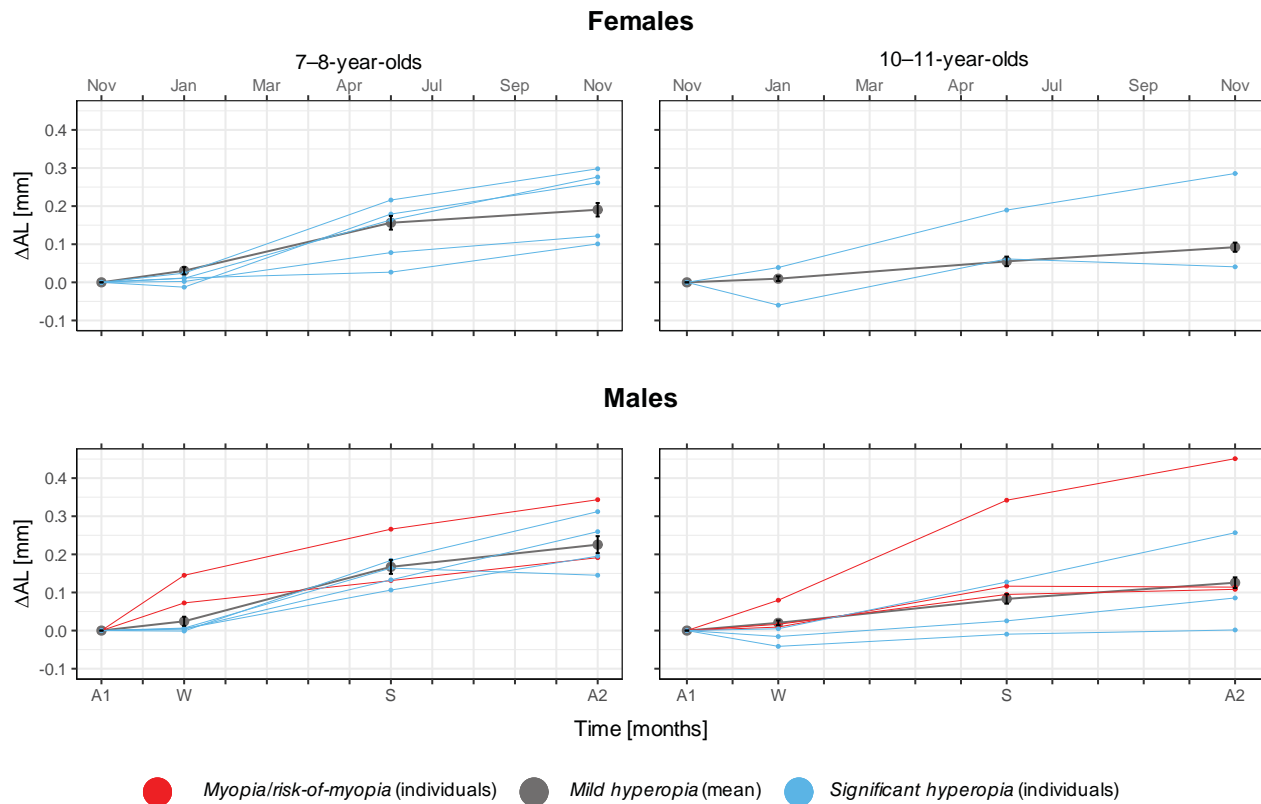 Females
7–8-year-olds
10–11-year-olds
Nov Jan Mar Apr Jul Sep Nov
Nov Jan Mar Apr Jul Sep Nov
ΔAL [mm]
0.4
0.3
0.2
0.1
0.0
-0.1
Males
ΔAL [mm]
0.4
0.3
0.2
0.1
0.0
-0.1
A1 W S A2
A1 W S A2
Time [months]
Myopia/risk-of-myopia (individuals) Mild hyperopia (mean) Significant hyperopia (individuals)